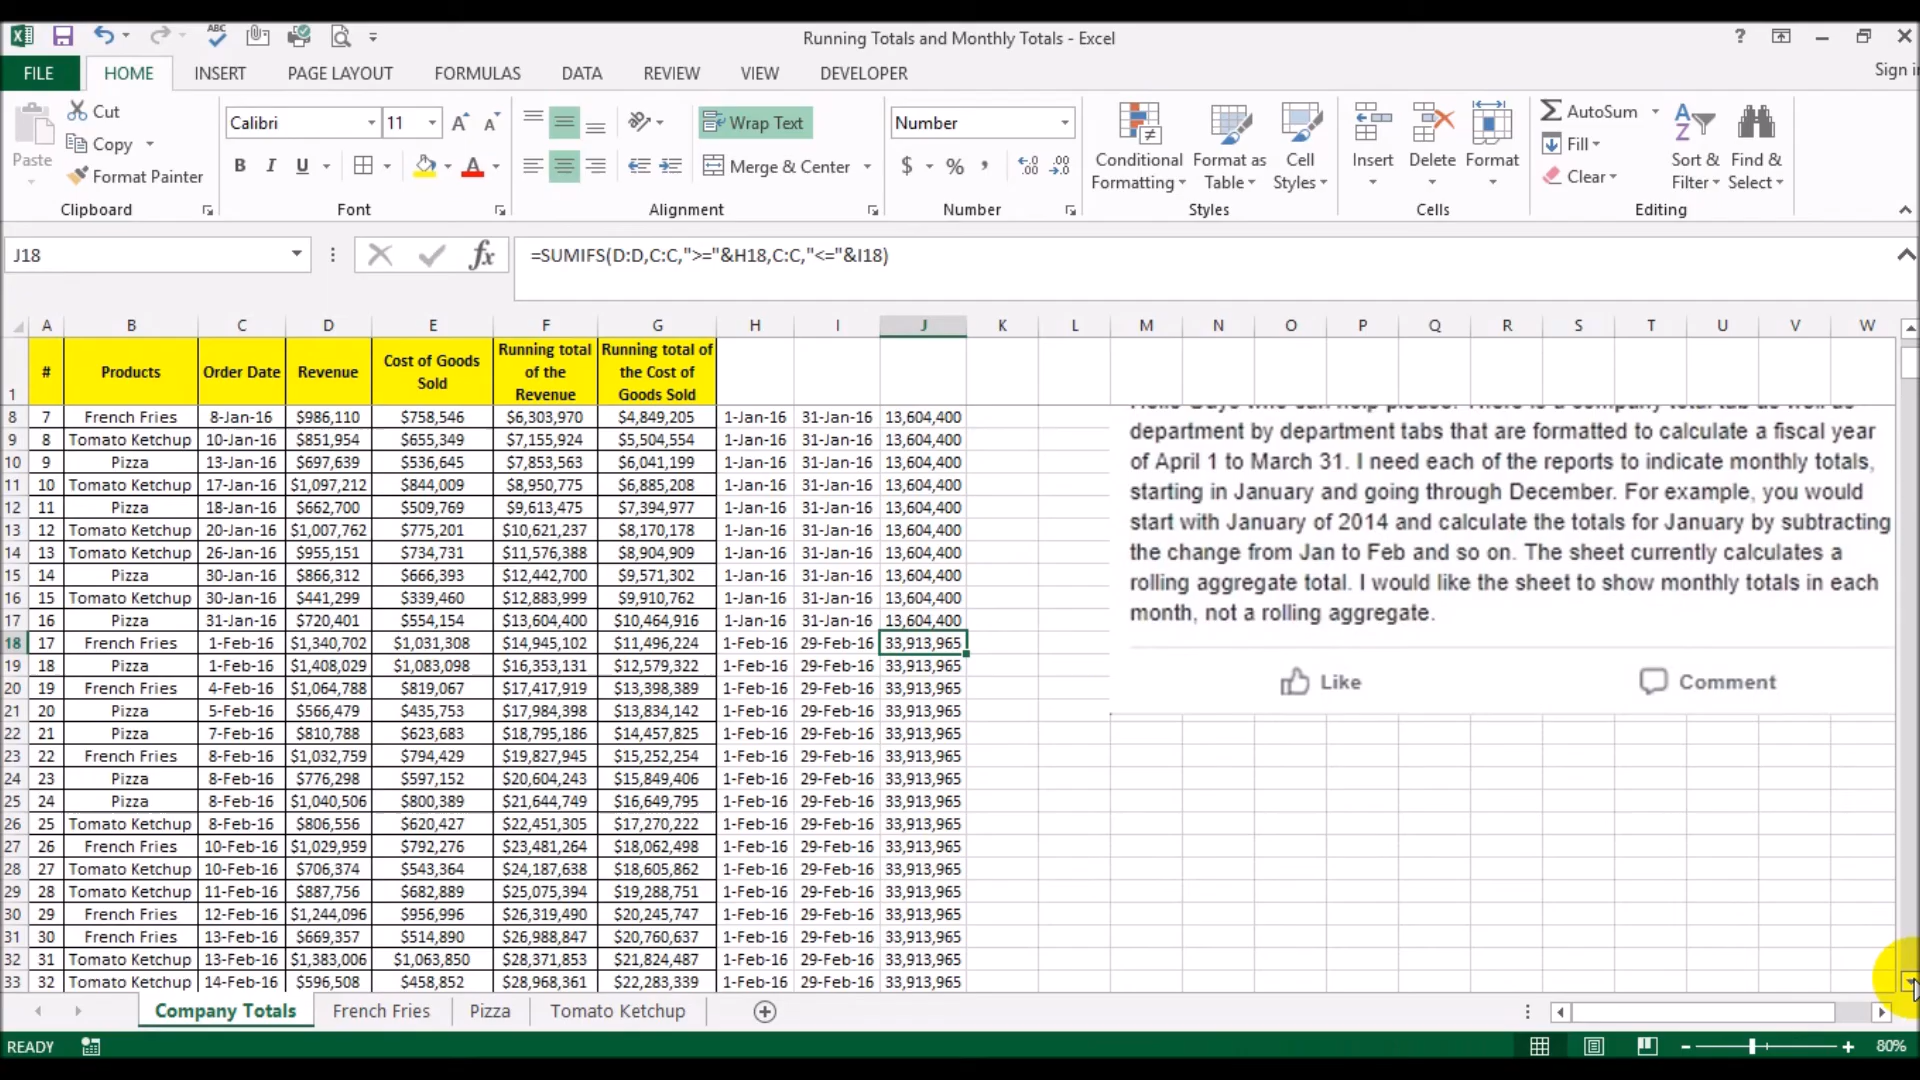 Running Totals and Monthly Totals - Excel
?
Sign in
FILE HOME INSERT PAGE LAYOUT FORMULAS DATA REVIEW VIEW DEVELOPER
Paste
Cut
Copy
Format Painter
Clipboard
Calibri 11
B I U
Font
Wrap Text
Merge & Center
Alignment
Number
$ %
Number
Conditional Formatting
Format as Table
Cell Styles
Styles
Insert Delete Format
Cells
AutoSum
Fill
Clear
Sort & Filter
Find & Select
Editing
J18
fx
=SUMIFS(D:D,C:C,">="&H18,C:C,"<="&I18)
A B C D E F G H I J K L M N O P Q R S T U V W
1 # Products Order Date Revenue Cost of Goods Sold Running total of the Revenue Running total of the Cost of Goods Sold
8 7 French Fries 8-Jan-16 $986,110 $758,546 $6,303,970 $4,849,205 1-Jan-16 31-Jan-16 13,604,400
9 8 Tomato Ketchup 10-Jan-16 $851,954 $655,349 $7,155,924 $5,504,554 1-Jan-16 31-Jan-16 13,604,400
10 9 Pizza 13-Jan-16 $697,639 $536,645 $7,853,563 $6,041,199 1-Jan-16 31-Jan-16 13,604,400
11 10 Tomato Ketchup 17-Jan-16 $1,097,212 $844,009 $8,950,775 $6,885,208 1-Jan-16 31-Jan-16 13,604,400
12 11 Pizza 18-Jan-16 $662,700 $509,769 $9,613,475 $7,394,977 1-Jan-16 31-Jan-16 13,604,400
13 12 Tomato Ketchup 20-Jan-16 $1,007,762 $775,201 $10,621,237 $8,170,178 1-Jan-16 31-Jan-16 13,604,400
14 13 Tomato Ketchup 26-Jan-16 $955,151 $734,731 $11,576,388 $8,904,909 1-Jan-16 31-Jan-16 13,604,400
15 14 Pizza 30-Jan-16 $866,312 $666,393 $12,442,700 $9,571,302 1-Jan-16 31-Jan-16 13,604,400
16 15 Tomato Ketchup 30-Jan-16 $441,299 $339,460 $12,883,999 $9,910,762 1-Jan-16 31-Jan-16 13,604,400
17 16 Pizza 31-Jan-16 $720,401 $554,154 $13,604,400 $10,464,916 1-Jan-16 31-Jan-16 13,604,400
18 17 French Fries 1-Feb-16 $1,340,702 $1,031,308 $14,945,102 $11,496,224 1-Feb-16 29-Feb-16 33,913,965
19 18 Pizza 1-Feb-16 $1,408,029 $1,083,098 $16,353,131 $12,579,322 1-Feb-16 29-Feb-16 33,913,965
20 19 French Fries 4-Feb-16 $1,064,788 $819,067 $17,417,919 $13,398,389 1-Feb-16 29-Feb-16 33,913,965
21 20 Pizza 5-Feb-16 $566,479 $435,753 $17,984,398 $13,834,142 1-Feb-16 29-Feb-16 33,913,965
22 21 Pizza 7-Feb-16 $810,788 $623,683 $18,795,186 $14,457,825 1-Feb-16 29-Feb-16 33,913,965
23 22 French Fries 8-Feb-16 $1,032,759 $794,429 $19,827,945 $15,252,254 1-Feb-16 29-Feb-16 33,913,965
24 23 Pizza 8-Feb-16 $776,298 $597,152 $20,604,243 $15,849,406 1-Feb-16 29-Feb-16 33,913,965
25 24 Pizza 8-Feb-16 $1,040,506 $800,389 $21,644,749 $16,649,795 1-Feb-16 29-Feb-16 33,913,965
26 25 Tomato Ketchup 8-Feb-16 $806,556 $620,427 $22,451,305 $17,270,222 1-Feb-16 29-Feb-16 33,913,965
27 26 French Fries 10-Feb-16 $1,029,959 $792,276 $23,481,264 $18,062,498 1-Feb-16 29-Feb-16 33,913,965
28 27 Tomato Ketchup 10-Feb-16 $706,374 $543,364 $24,187,638 $18,605,862 1-Feb-16 29-Feb-16 33,913,965
29 28 Tomato Ketchup 11-Feb-16 $887,756 $682,889 $25,075,394 $19,288,751 1-Feb-16 29-Feb-16 33,913,965
30 29 French Fries 12-Feb-16 $1,244,096 $956,996 $26,319,490 $20,245,747 1-Feb-16 29-Feb-16 33,913,965
31 30 French Fries 13-Feb-16 $669,357 $514,890 $26,988,847 $20,760,637 1-Feb-16 29-Feb-16 33,913,965
32 31 Tomato Ketchup 13-Feb-16 $1,383,006 $1,063,850 $28,371,853 $21,824,487 1-Feb-16 29-Feb-16 33,913,965
33 32 Tomato Ketchup 14-Feb-16 $596,508 $458,852 $28,968,361 $22,283,339 1-Feb-16 29-Feb-16 33,913,965
department by department tabs that are formatted to calculate a fiscal year
of April 1 to March 31. I need each of the reports to indicate monthly totals,
starting in January and going through December. For example, you would
start with January of 2014 and calculate the totals for January by subtracting
the change from Jan to Feb and so on. The sheet currently calculates a
rolling aggregate total. I would like the sheet to show monthly totals in each
month, not a rolling aggregate.
Like Comment
Company Totals French Fries Pizza Tomato Ketchup
READY
80%